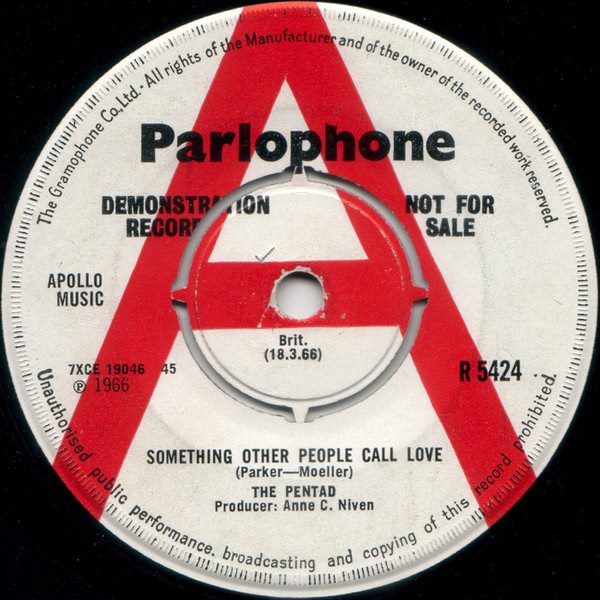 The Gramophone Co., Ltd. - All rights of the Manufacturer and of the owner of the recorded work reserved.
Parlophone
DEMONSTRATION
RECORD
NOT FOR
SALE
APOLLO
MUSIC
Brit.
(18.3.66)
7XCE 19046 45
℗ 1966
R 5424
SOMETHING OTHER PEOPLE CALL LOVE
(Parker—Moeller)
THE PENTAD
Producer: Anne C. Niven
Unauthorised public performance, broadcasting and copying of this record prohibited.